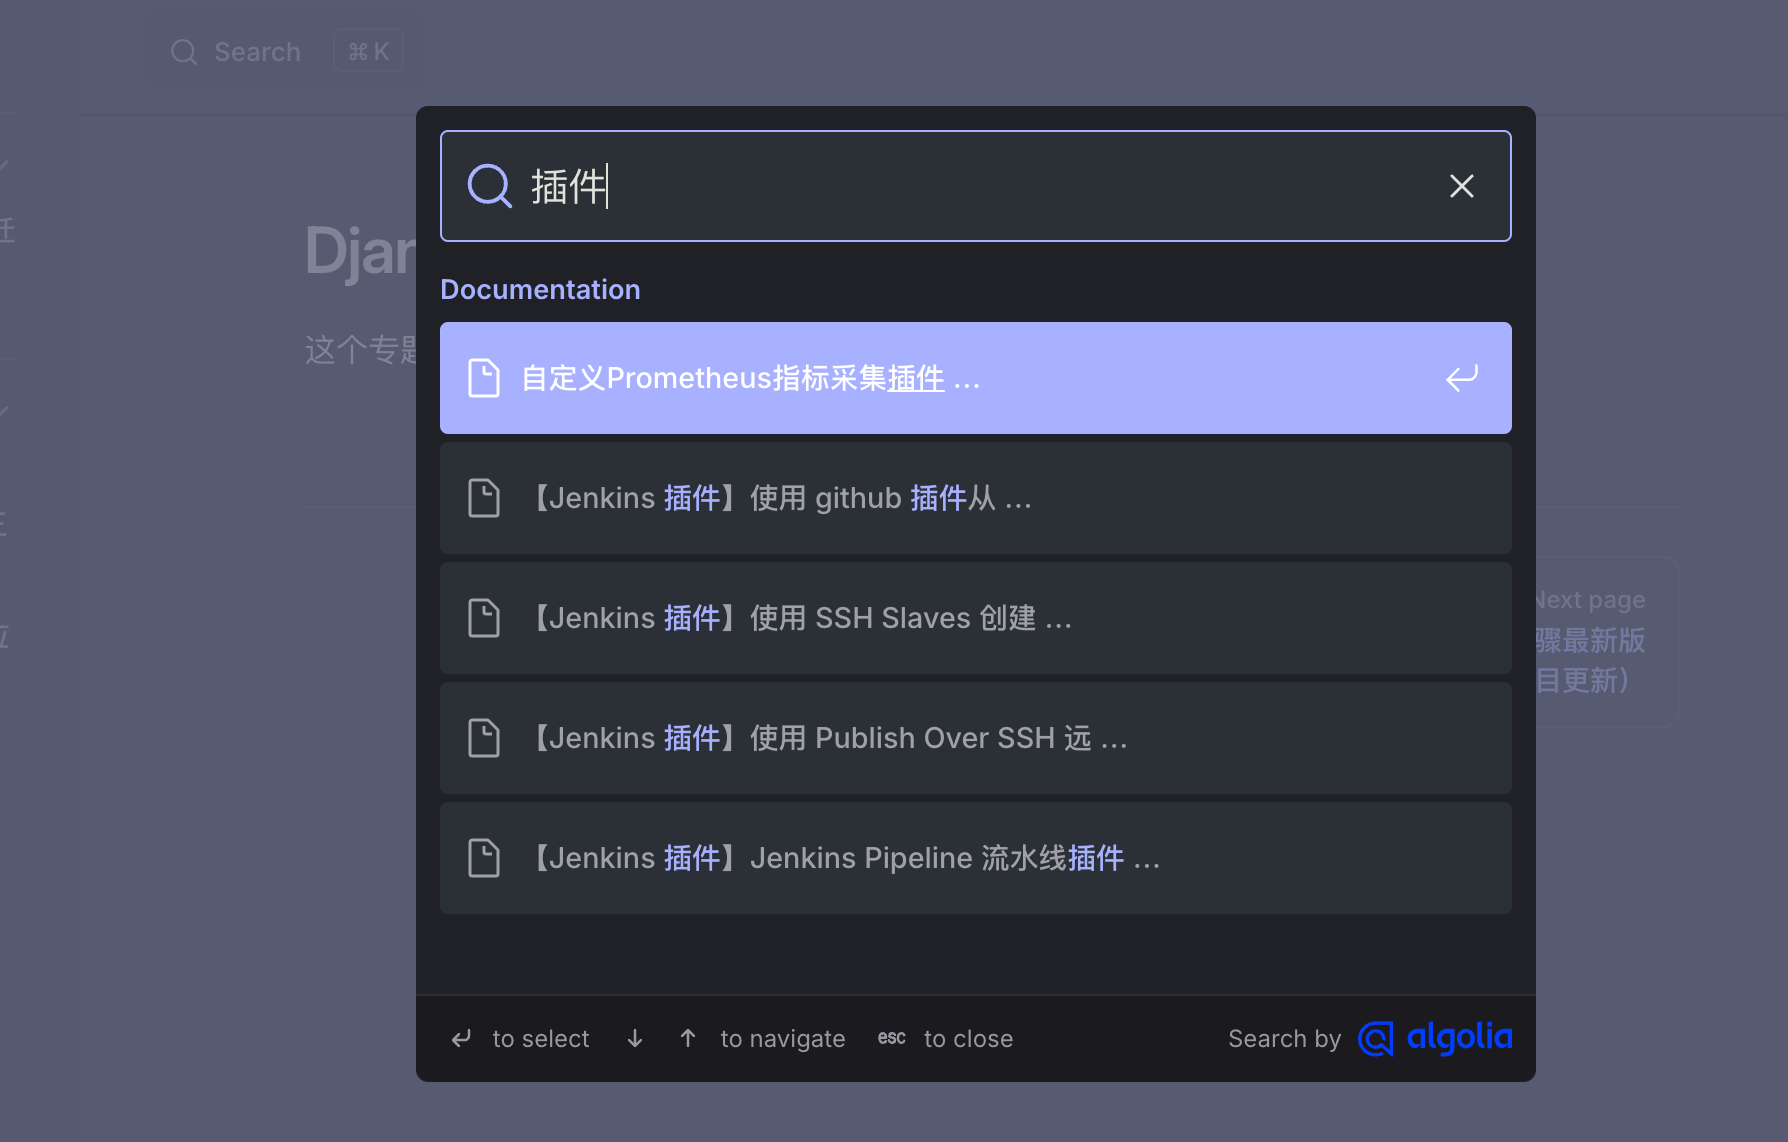 Search ⌘ K
插件
Documentation
自定义Prometheus指标采集插件 …
【Jenkins 插件】使用 github 插件从 …
【Jenkins 插件】使用 SSH Slaves 创建 …
【Jenkins 插件】使用 Publish Over SSH 远 …
【Jenkins 插件】Jenkins Pipeline 流水线插件 …
to select
to navigate
esc to close
Search by algolia
Djan
这个专题
Next page
骤最新版
目更新）